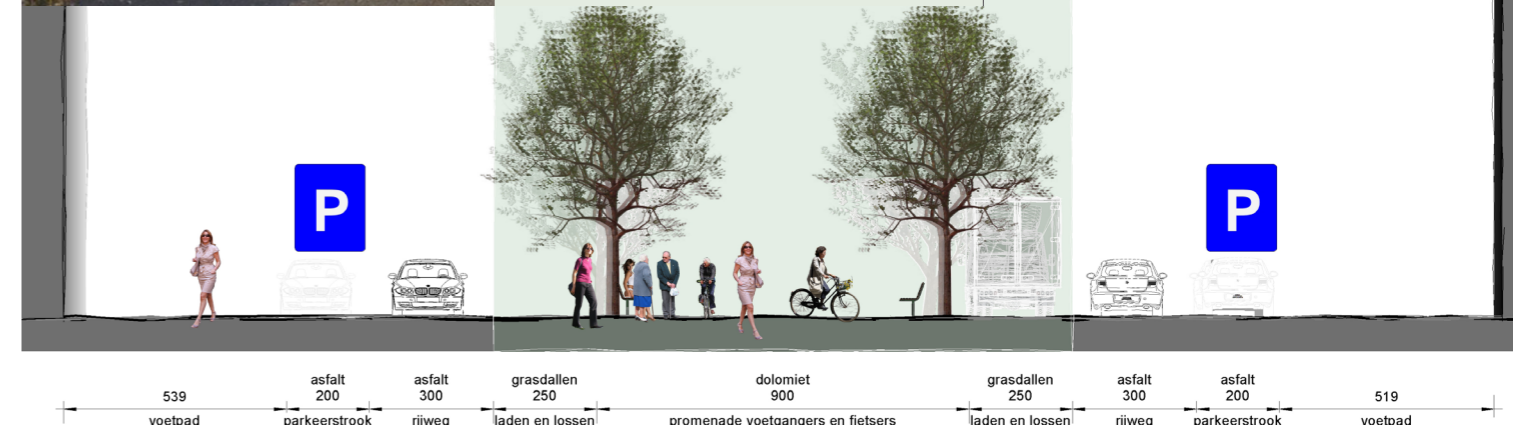 P
P
asfalt asfalt grasdallen dolomiet grasdallen asfalt asfalt
539 200 300 250 900 250 300 200 519
voetpad parkeerstrook rijweg laden en lossen promenade voetgangers en fietsers laden en lossen rijweg parkeerstrook voetpad